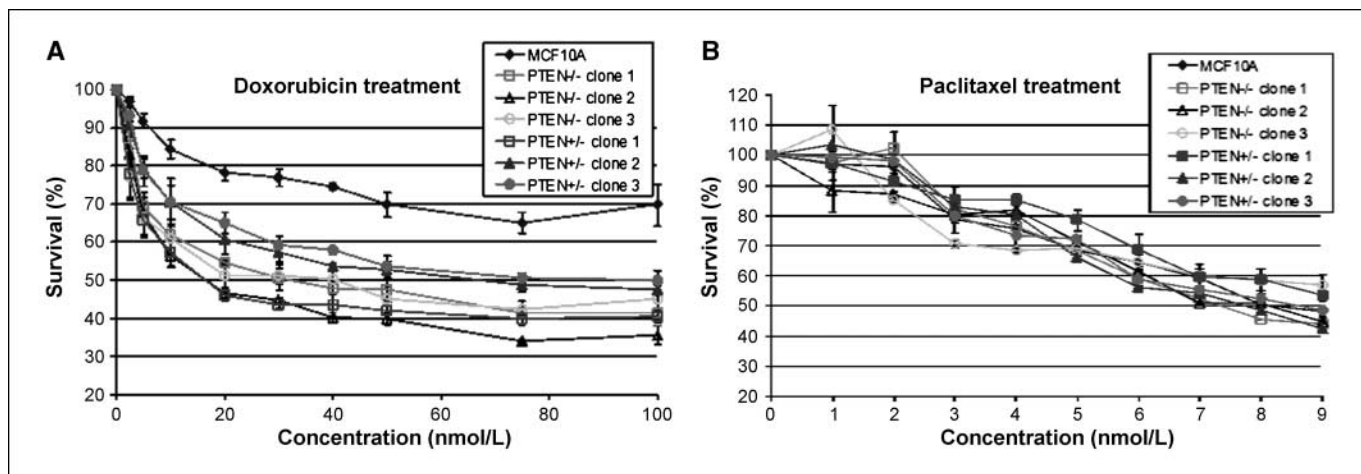 A
Doxorubicin treatment
MCF10A
PTEN-/- clone 1
PTEN-/- clone 2
PTEN-/- clone 3
PTEN+/- clone 1
PTEN+/- clone 2
PTEN+/- clone 3
Survival (%)
100
90
80
70
60
50
40
30
20
0
20
40
60
80
100
Concentration (nmol/L)
B
Paclitaxel treatment
MCF10A
PTEN-/- clone 1
PTEN-/- clone 2
PTEN-/- clone 3
PTEN+/- clone 1
PTEN+/- clone 2
PTEN+/- clone 3
Survival (%)
120
110
100
90
80
70
60
50
40
30
20
0
1
2
3
4
5
6
7
8
9
Concentration (nmol/L)